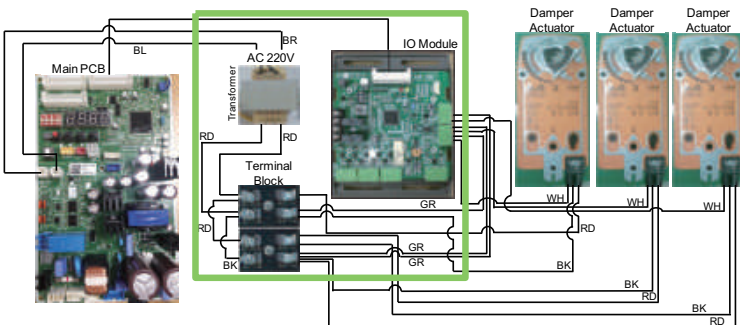 Damper
Actuator
Damper
Actuator
Damper
Actuator
BR
BL
AC 220V
IO Module
Main PCB
Transformer
RD
RD
Terminal
Block
GR
WH
WH
WH
RD
RD
GR
BK
GR
BK
BK
RD
BK
RD